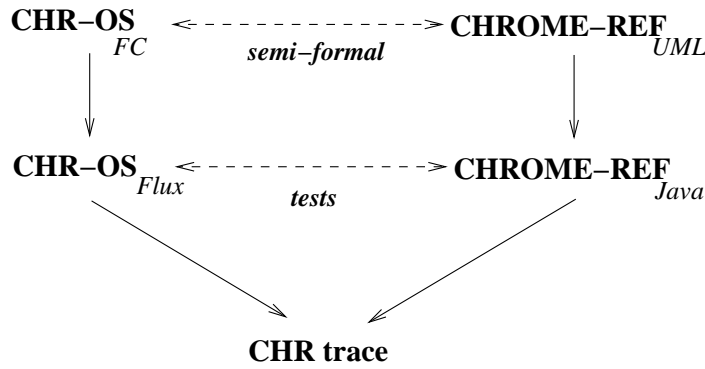 CHR–OS FC semi–formal CHROME–REF UML
CHR–OS Flux tests CHROME–REF Java
CHR trace